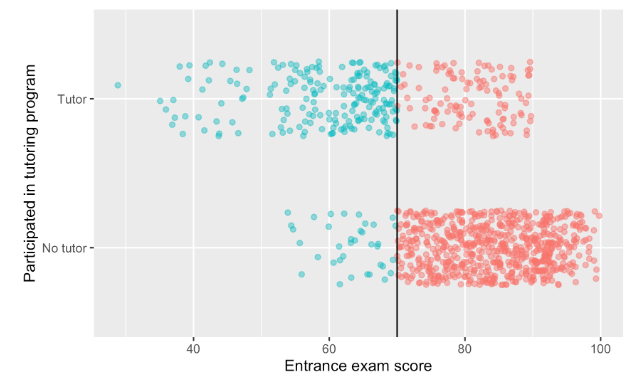 Participated in tutoring program
Tutor
No tutor
40
60
80
100
Entrance exam score